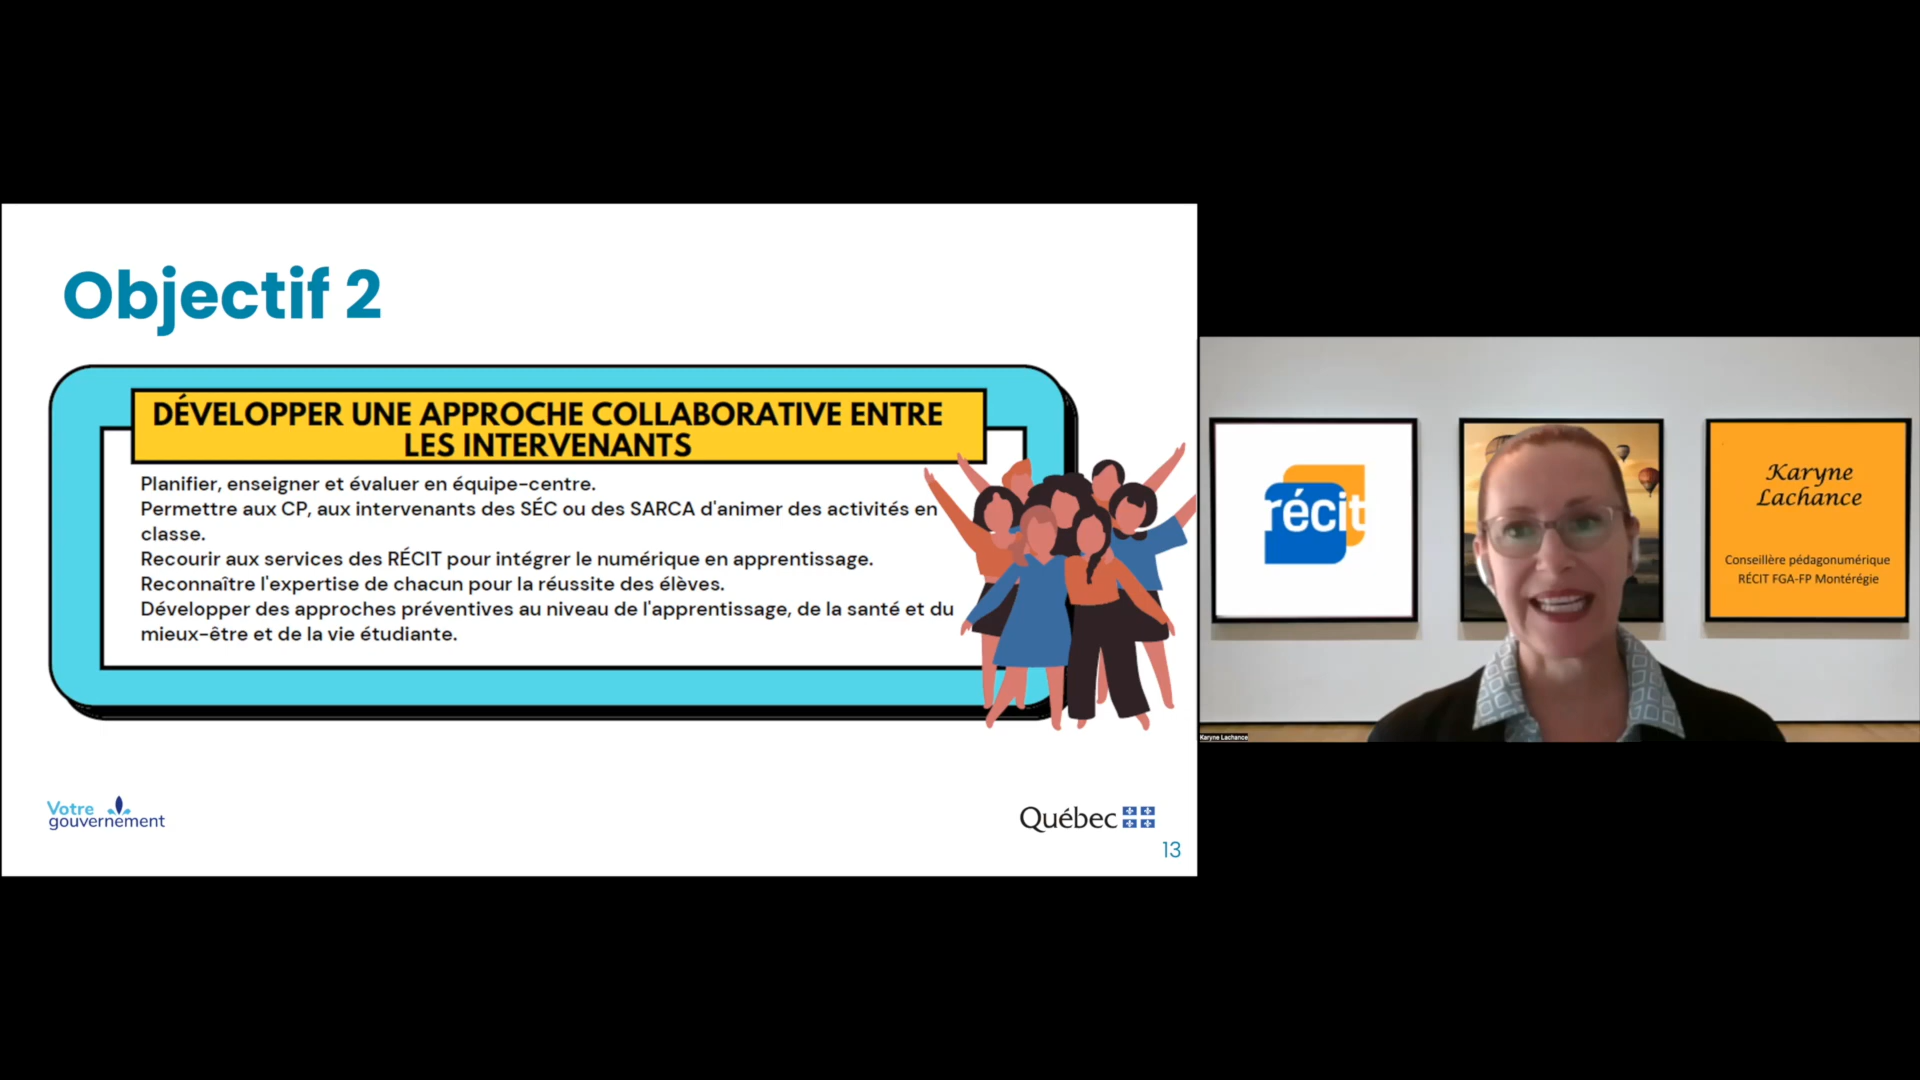 Objectif 2
DÉVELOPPER UNE APPROCHE COLLABORATIVE ENTRE
LES INTERVENANTS
Planifier, enseigner et évaluer en équipe-centre.
Permettre aux CP, aux intervenants des SÉC ou des SARCA d'animer des activités en
classe.
Recourir aux services des RÉCIT pour intégrer le numérique en apprentissage.
Reconnaître l'expertise de chacun pour la réussite des élèves.
Développer des approches préventives au niveau de l'apprentissage, de la santé et du
mieux-être et de la vie étudiante.
Votre
gouvernement
Québec
13
récit
Karyne
Lachance
Conseillère pédagonumérique
RÉCIT FGA-FP Montérégie
Karyne Lachance